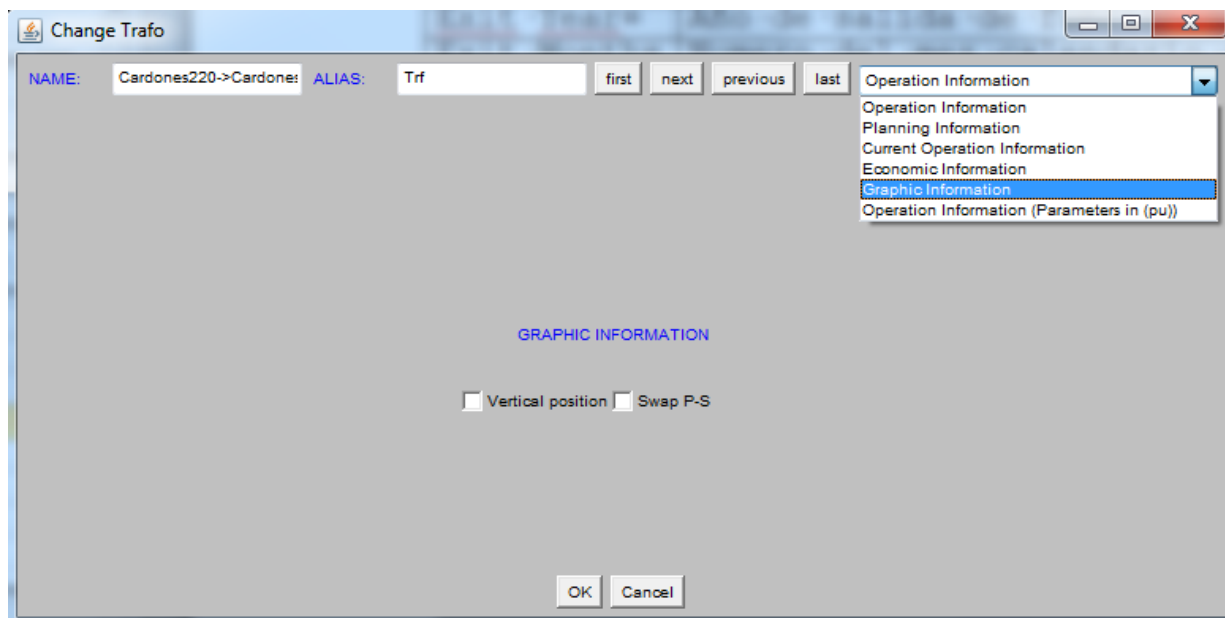 Change Trafo
NAME: Cardones220->Cardones ALIAS: Trf first next previous last Operation Information
Operation Information
Planning Information
Current Operation Information
Economic Information
Graphic Information
Operation Information (Parameters in (pu))
GRAPHIC INFORMATION
Vertical position Swap P-S
OK Cancel